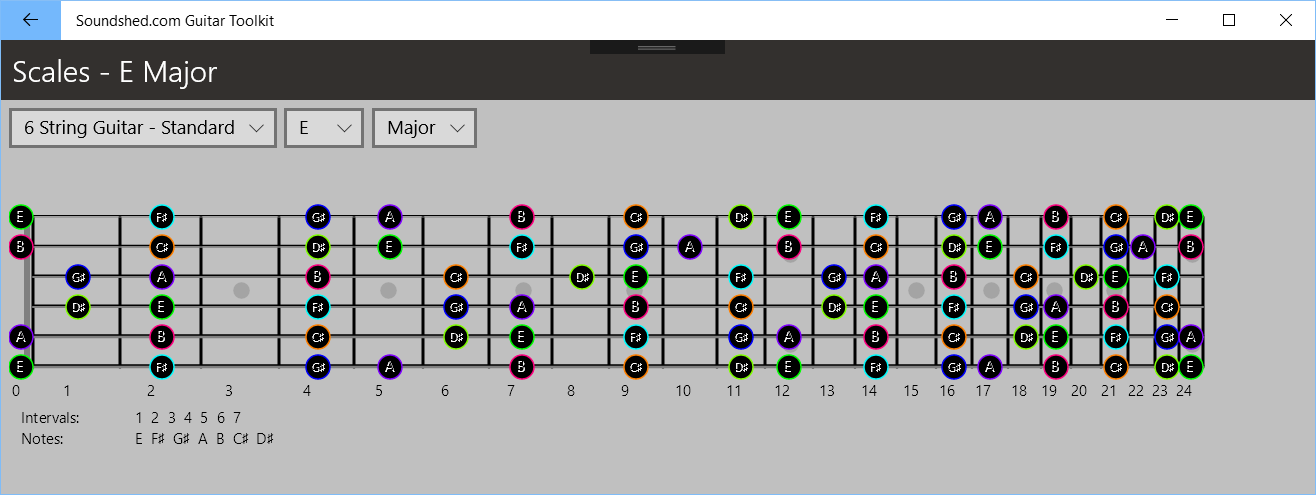 Soundshed.com Guitar Toolkit
Scales - E Major
6 String Guitar - Standard E Major
E F♯ G♯ A B C♯ D♯ E F♯ G♯ A B C♯ D♯ E
B C♯ D♯ E F♯ G♯ A B C♯ D♯ E F♯ G♯ A B
G♯ A B C♯ D♯ E F♯ G♯ A B C♯ D♯ E F♯
D♯ E F♯ G♯ A B C♯ D♯ E F♯ G♯ A B C♯
A B C♯ D♯ E F♯ G♯ A B C♯ D♯ E F♯ G♯ A
E F♯ G♯ A B C♯ D♯ E F♯ G♯ A B C♯ D♯ E
0 1 2 3 4 5 6 7 8 9 10 11 12 13 14 15 16 17 18 19 20 21 22 23 24
Intervals: 1 2 3 4 5 6 7
Notes: E F♯ G♯ A B C♯ D♯